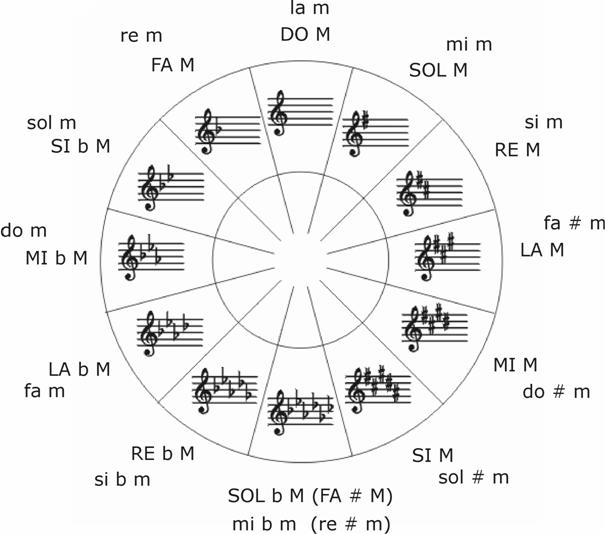 la m
DO M
mi m
SOL M
si m
RE M
fa # m
LA M
MI M
do # m
SI M
sol # m
SOL b M (FA # M)
mi b m (re # m)
RE b M
si b m
LA b M
fa m
do m
MI b M
sol m
SI b M
re m
FA M